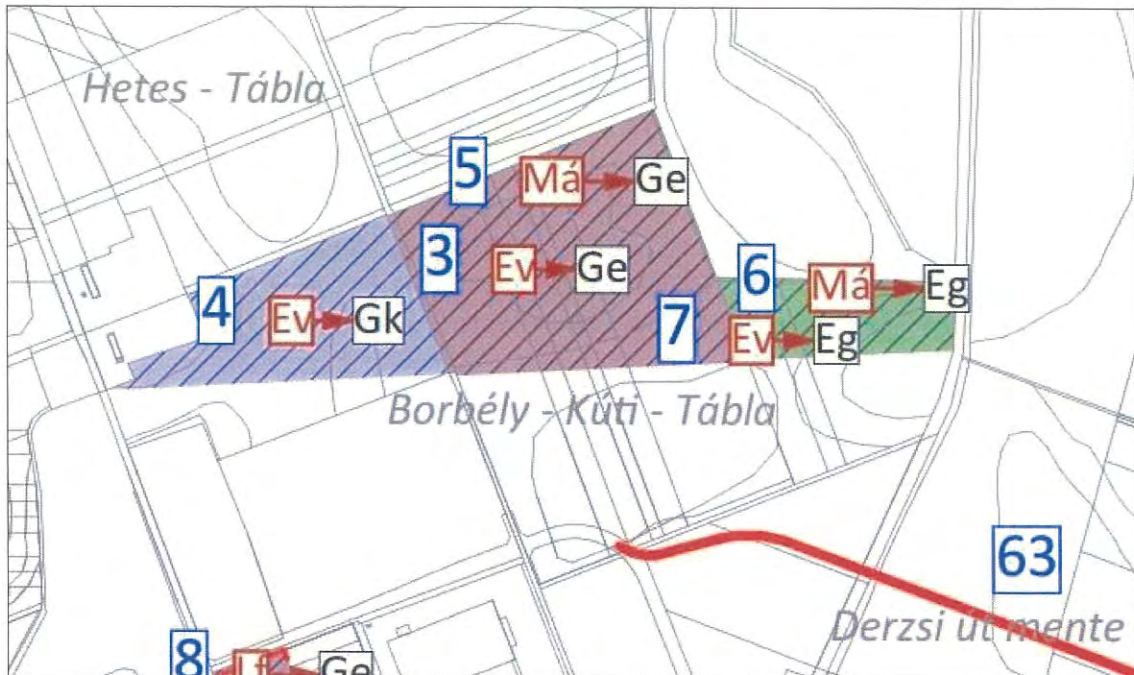 Hetes - Tábla
5
Má Ge
3
Ev Ge
4
Ev Gk
6
Má Eg
7
Ev Eg
Borbély - Kúti - Tábla
63
Derzsi út mente
8
Lf Ge